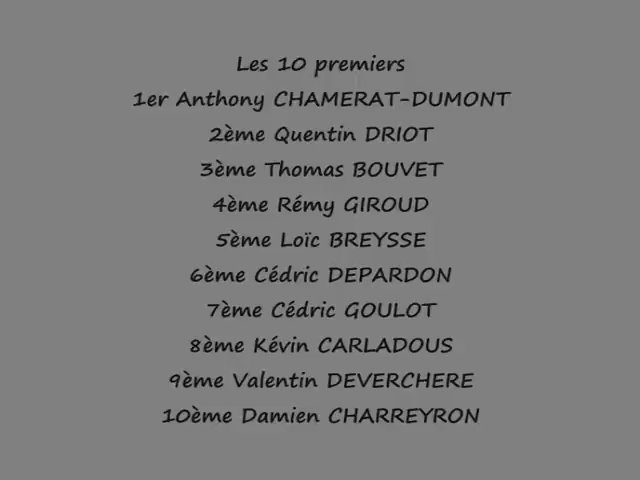 Les 10 premiers
1er Anthony CHAMERAT-DUMONT
2ème Quentin DRIOT
3ème Thomas BOUVET
4ème Rémy GIROUD
5ème Loïc BREYSSE
6ème Cédric DEPARDON
7ème Cédric GOULOT
8ème Kévin CARLADOUS
9ème Valentin DEVERCHERE
10ème Damien CHARREYRON